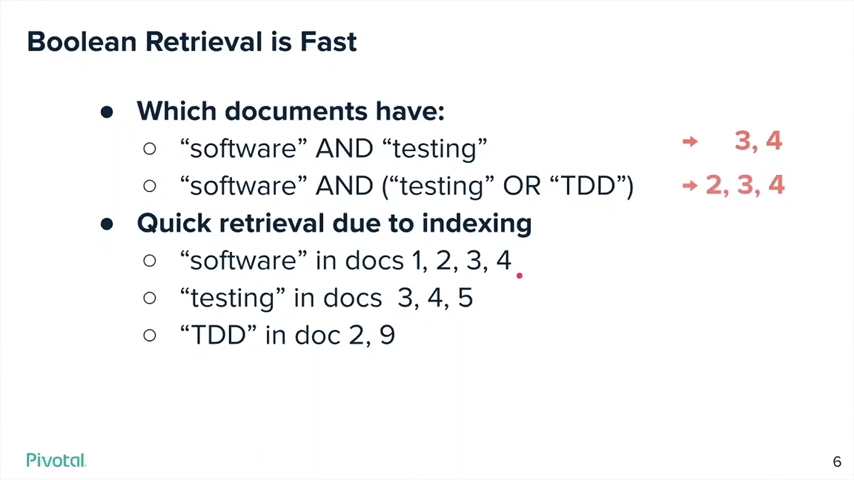 Boolean Retrieval is Fast
● Which documents have:
○ “software” AND “testing” → 3, 4
○ “software” AND (“testing” OR “TDD”) → 2, 3, 4
● Quick retrieval due to indexing
○ “software” in docs 1, 2, 3, 4
○ “testing” in docs 3, 4, 5
○ “TDD” in doc 2, 9
Pivotal
6